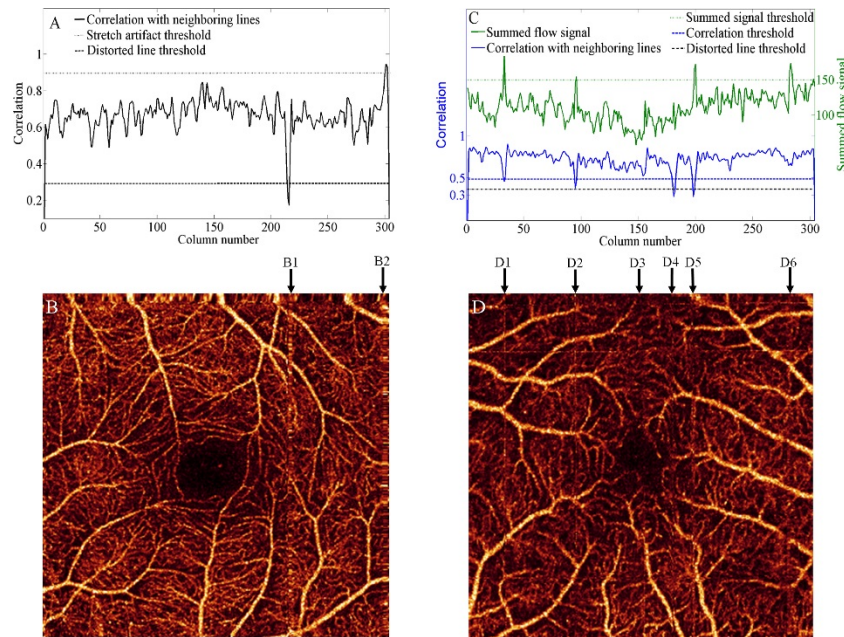 A
Correlation with neighboring lines
Stretch artifact threshold
Distorted line threshold
1
0.8
0.6
0.4
0.2
Correlation
0 50 100 150 200 250 300
Column number
C
Summed signal threshold
Summed flow signal
Correlation threshold
Correlation with neighboring lines
Distorted line threshold
Correlation
1
0.5
0.3
150
100
Summed flow signal
0 50 100 150 200 250 300
Column number
B1 B2
B
D1 D2 D3 D4 D5 D6
D